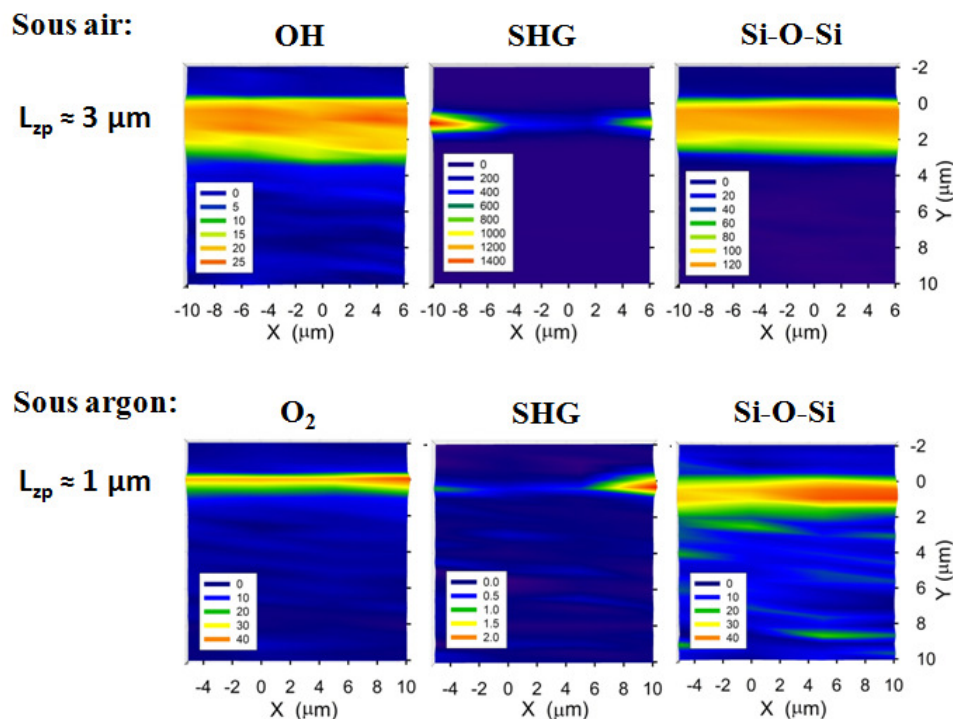 Sous air:
OH SHG Si-O-Si
L_zp ≈ 3 μm
-2
0
2
4
6
8
10
Y (μm)
0
5
10
15
20
25
0
200
400
600
800
1000
1200
1400
0
20
40
60
80
100
120
-10 -8 -6 -4 -2 0 2 4 6
X (μm)
-10 -8 -6 -4 -2 0 2 4 6
X (μm)
-10 -8 -6 -4 -2 0 2 4 6
X (μm)
Sous argon:
O₂ SHG Si-O-Si
L_zp ≈ 1 μm
-2
0
2
4
6
8
10
Y (μm)
0
10
20
30
40
0.0
0.5
1.0
1.5
2.0
0
10
20
30
40
-4 -2 0 2 4 6 8 10
X (μm)
-4 -2 0 2 4 6 8 10
X (μm)
-4 -2 0 2 4 6 8 10
X (μm)